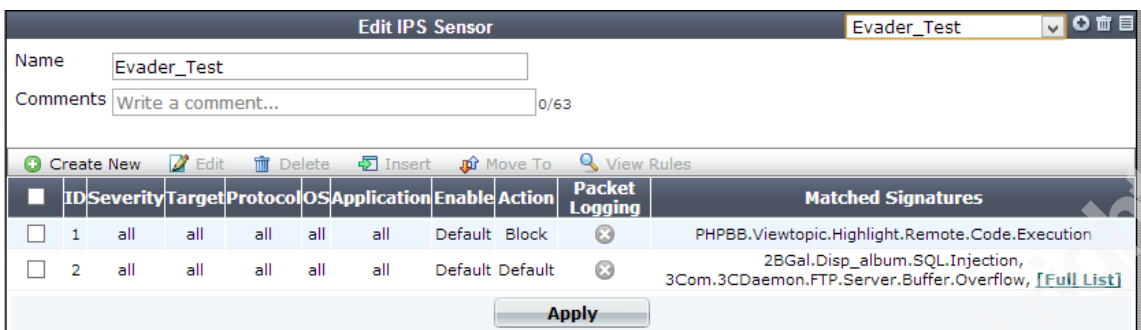 Edit IPS Sensor
Evader_Test
Name
Evader_Test
Comments
Write a comment...
0/63
Create New Edit Delete Insert Move To View Rules
ID Severity Target Protocol OS Application Enable Action Packet Logging Matched Signatures
1 all all all all all Default Block PHPBB.Viewtopic.Highlight.Remote.Code.Execution
2 all all all all all Default Default 2BGal.Disp_album.SQL.Injection,
3Com.3CDaemon.FTP.Server.Buffer.Overflow, [Full List]
Apply